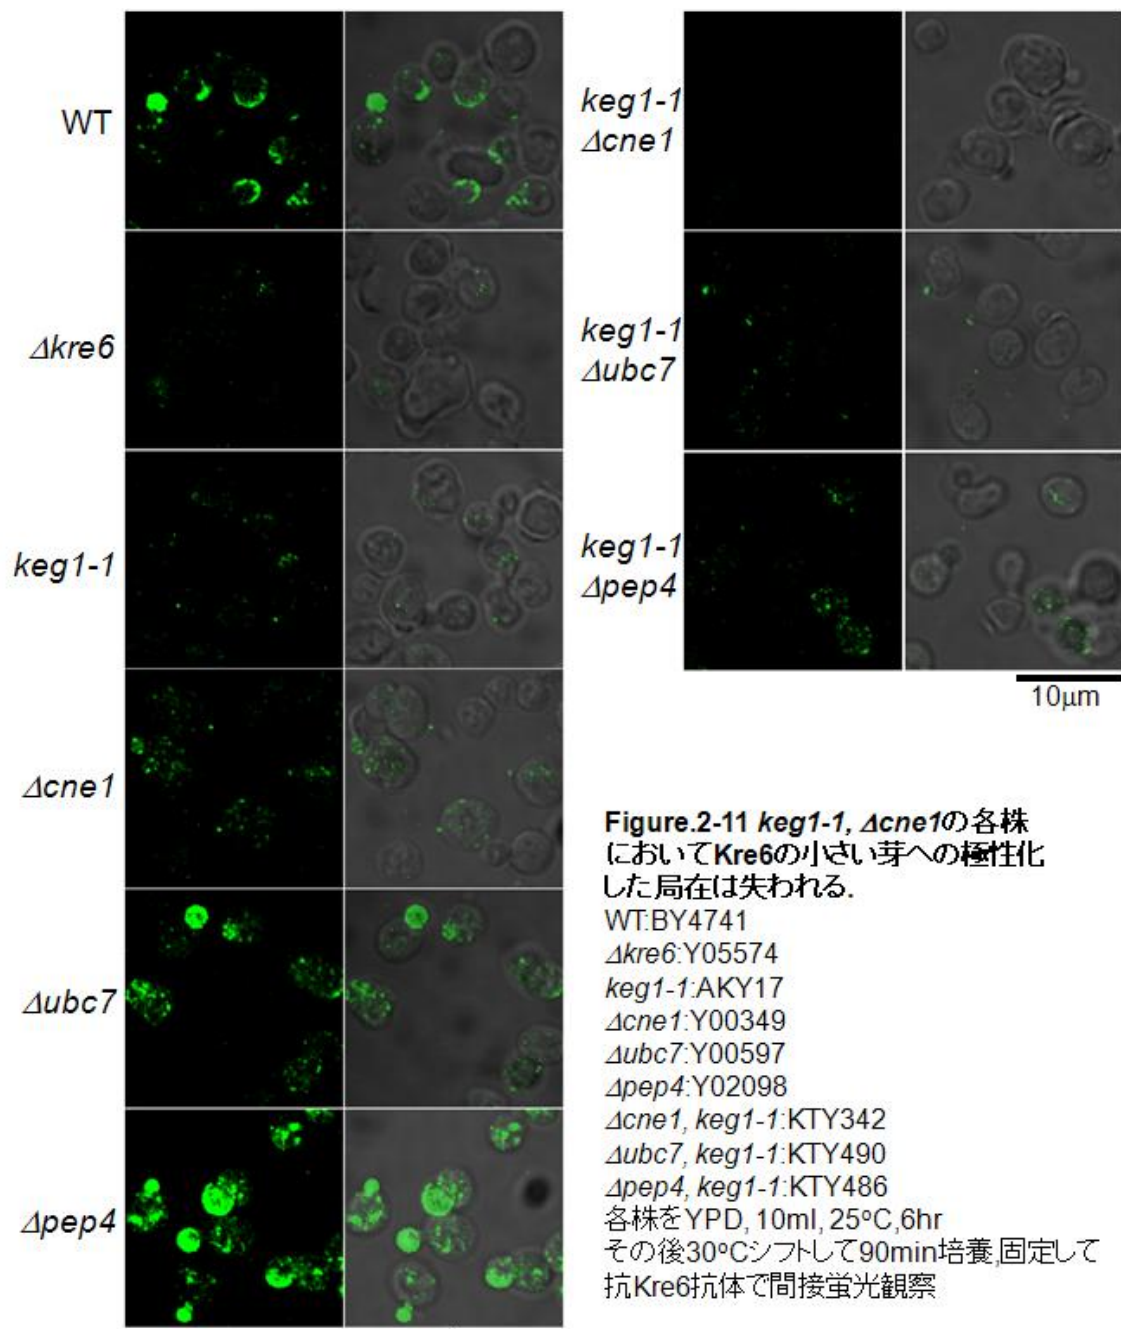 WT
Δkre6
keg1-1
Δcne1
Δubc7
Δpep4
keg1-1
Δcne1
keg1-1
Δubc7
keg1-1
Δpep4
10μm
Figure.2-11 keg1-1, Δcne1の各株
においてKre6の小さい芽への極性化
した局在は失われる.
WT:BY4741
Δkre6:Y05574
keg1-1:AKY17
Δcne1:Y00349
Δubc7:Y00597
Δpep4:Y02098
Δcne1, keg1-1:KTY342
Δubc7, keg1-1:KTY490
Δpep4, keg1-1:KTY486
各株をYPD, 10ml, 25ºC,6hr
その後30ºCシフトして90min培養,固定して
抗Kre6抗体で間接蛍光観察